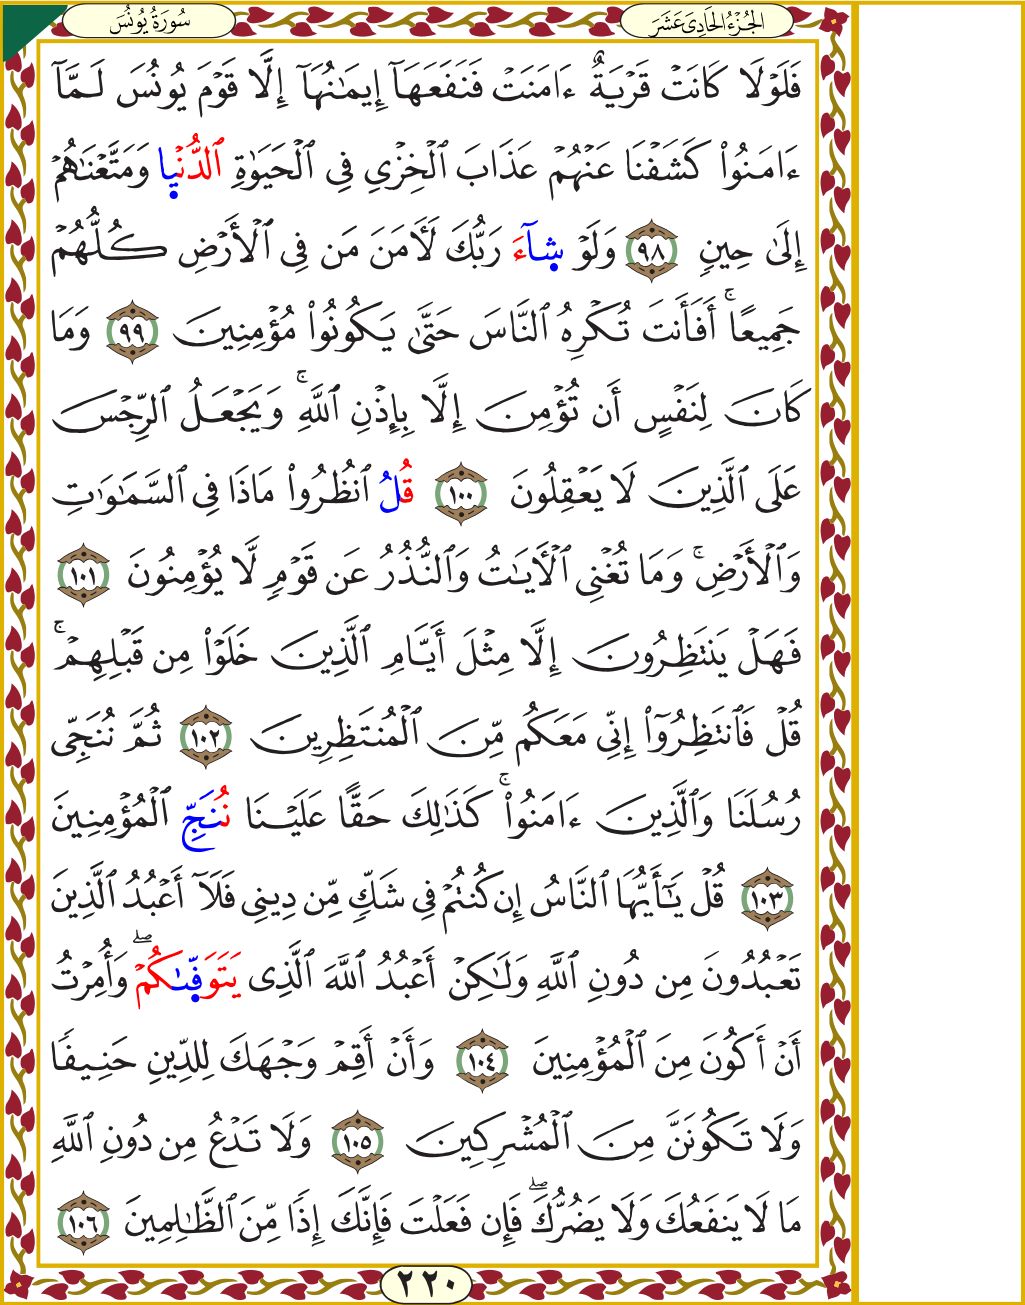 سُورَةُ يُونُسَ
الجُزْءُ الحَادِى عَشَرَ
فَلَوْلَا كَانَتْ قَرْيَةٌ ءَامَنَتْ فَنَفَعَهَآ إِيمَـٰنُهَآ إِلَّا قَوْمَ يُونُسَ لَمَّآ
ءَامَنُوا۟ كَشَفْنَا عَنْهُمْ عَذَابَ ٱلْخِزْىِ فِى ٱلْحَيَوٰةِ ٱلدُّنْيٜا وَمَتَّعْنَـٰهُمْ
إِلَىٰ حِينٍ ٩٨ وَلَوْ شٜآءَ رَبُّكَ لَـَٔامَنَ مَن فِى ٱلْأَرْضِ كُلُّهُمْ
جَمِيعًا ۚ أَفَأَنتَ تُكْرِهُ ٱلنَّاسَ حَتَّىٰ يَكُونُوا۟ مُؤْمِنِينَ ٩٩ وَمَا
كَانَ لِنَفْسٍ أَن تُؤْمِنَ إِلَّا بِإِذْنِ ٱللَّهِ ۚ وَيَجْعَلُ ٱلرِّجْسَ
عَلَى ٱلَّذِينَ لَا يَعْقِلُونَ ١٠٠ قُلُ ٱنظُرُوا۟ مَاذَا فِى ٱلسَّمَـٰوَٰتِ
وَٱلْأَرْضِ ۚ وَمَا تُغْنِى ٱلْـَٔايَـٰتُ وَٱلنُّذُرُ عَن قَوْمٍ لَّا يُؤْمِنُونَ ١٠١
فَهَلْ يَنتَظِرُونَ إِلَّا مِثْلَ أَيَّامِ ٱلَّذِينَ خَلَوْا۟ مِن قَبْلِهِمْ ۚ
قُلْ فَٱنتَظِرُوٓا۟ إِنِّى مَعَكُم مِّنَ ٱلْمُنتَظِرِينَ ١٠٢ ثُمَّ نُنَجِّى
رُسُلَنَا وَٱلَّذِينَ ءَامَنُوا۟ ۚ كَذَٰلِكَ حَقًّا عَلَيْنَا نُنَجِّ ٱلْمُؤْمِنِينَ
١٠٣ قُلْ يَـٰٓأَيُّهَا ٱلنَّاسُ إِن كُنتُمْ فِى شَكٍّ مِّن دِينِى فَلَآ أَعْبُدُ ٱلَّذِينَ
تَعْبُدُونَ مِن دُونِ ٱللَّهِ وَلَـٰكِنْ أَعْبُدُ ٱللَّهَ ٱلَّذِى يَتَوَفّٜىٰكُمْ ۖ وَأُمِرْتُ
أَنْ أَكُونَ مِنَ ٱلْمُؤْمِنِينَ ١٠٤ وَأَنْ أَقِمْ وَجْهَكَ لِلدِّينِ حَنِيفًا
وَلَا تَكُونَنَّ مِنَ ٱلْمُشْرِكِينَ ١٠٥ وَلَا تَدْعُ مِن دُونِ ٱللَّهِ
مَا لَا يَنفَعُكَ وَلَا يَضُرُّكَ ۖ فَإِن فَعَلْتَ فَإِنَّكَ إِذًا مِّنَ ٱلظَّـٰلِمِينَ ١٠٦
٢٢٠